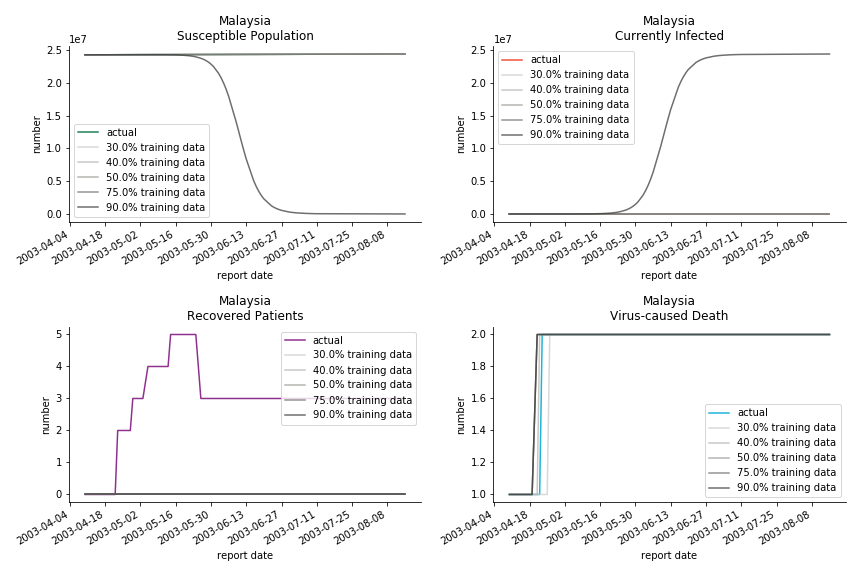 Malaysia
Susceptible Population
1e7
2.5
2.0
1.5
1.0
0.5
0.0
number
actual
30.0% training data
40.0% training data
50.0% training data
75.0% training data
90.0% training data
2003-04-04
2003-04-18
2003-05-02
2003-05-16
2003-05-30
2003-06-13
2003-06-27
2003-07-11
2003-07-25
2003-08-08
report date
Malaysia
Currently Infected
1e7
2.5
2.0
1.5
1.0
0.5
0.0
number
actual
30.0% training data
40.0% training data
50.0% training data
75.0% training data
90.0% training data
2003-04-04
2003-04-18
2003-05-02
2003-05-16
2003-05-30
2003-06-13
2003-06-27
2003-07-11
2003-07-25
2003-08-08
report date
Malaysia
Recovered Patients
5
4
3
2
1
0
number
actual
30.0% training data
40.0% training data
50.0% training data
75.0% training data
90.0% training data
2003-04-04
2003-04-18
2003-05-02
2003-05-16
2003-05-30
2003-06-13
2003-06-27
2003-07-11
2003-07-25
2003-08-08
report date
Malaysia
Virus-caused Death
2.0
1.8
1.6
1.4
1.2
1.0
number
actual
30.0% training data
40.0% training data
50.0% training data
75.0% training data
90.0% training data
2003-04-04
2003-04-18
2003-05-02
2003-05-16
2003-05-30
2003-06-13
2003-06-27
2003-07-11
2003-07-25
2003-08-08
report date